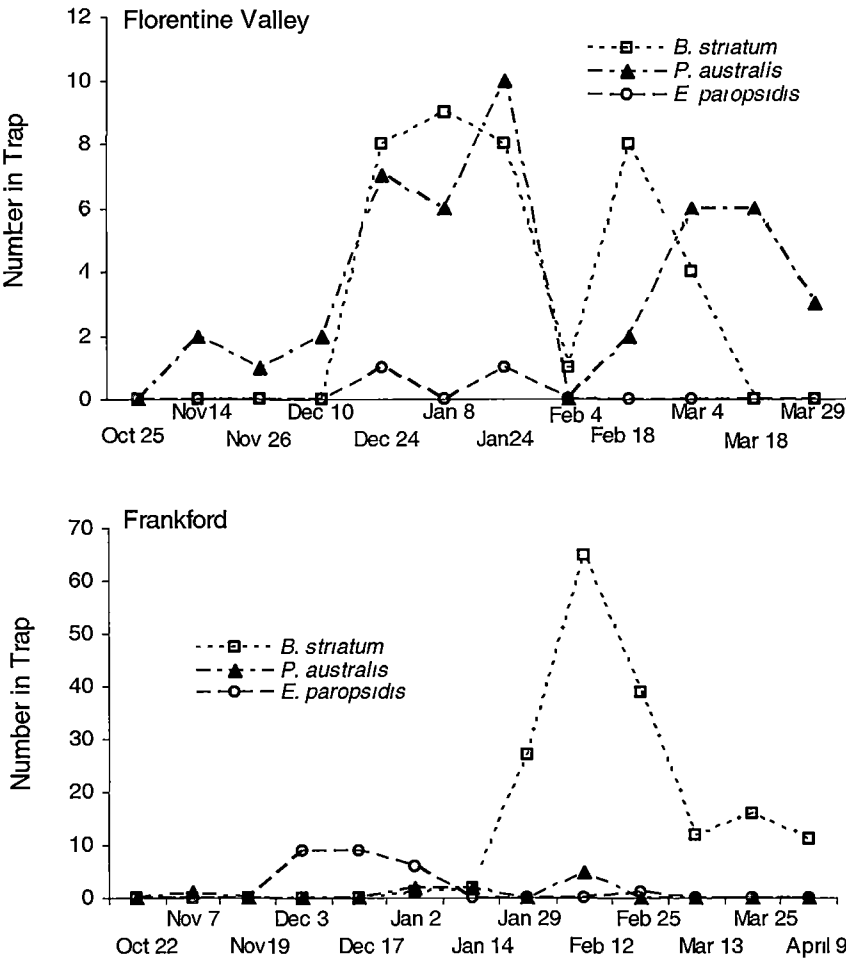 Florentine Valley
12
10
8
6
4
2
0
Number in Trap
B. striatum
P. australis
E paropsidis
Oct 25
Nov14
Nov 26
Dec 10
Dec 24
Jan 8
Jan24
Feb 4
Feb 18
Mar 4
Mar 18
Mar 29
Frankford
70
60
50
40
30
20
10
0
Number in Trap
B. striatum
P. australis
E. paropsidis
Oct 22
Nov 7
Nov19
Dec 3
Dec 17
Jan 2
Jan 14
Jan 29
Feb 12
Feb 25
Mar 13
Mar 25
April 9